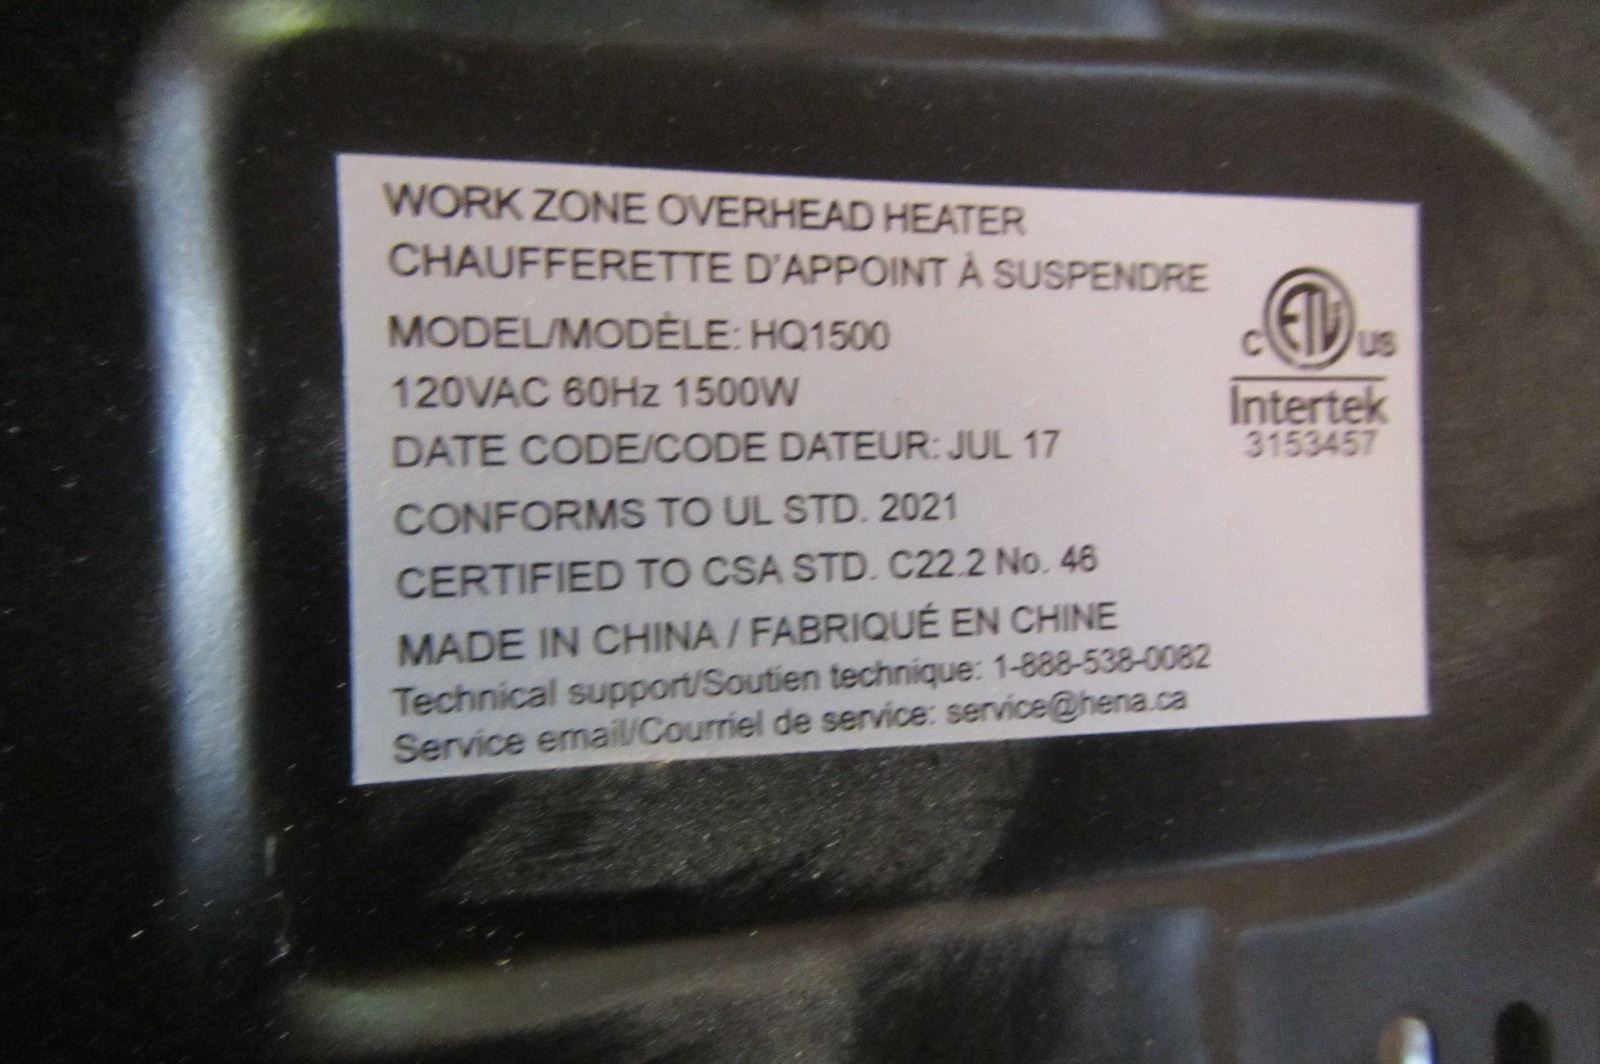 WORK ZONE OVERHEAD HEATER
CHAUFFERETTE D'APPOINT À SUSPENDRE
MODEL/MODÈLE: HQ1500
120VAC 60Hz 1500W
DATE CODE/CODE DATEUR: JUL 17
CONFORMS TO UL STD. 2021
CERTIFIED TO CSA STD. C22.2 No. 46
MADE IN CHINA / FABRIQUÉ EN CHINE
Technical support/Soutien technique: 1-888-538-0082
Service email/Courriel de service: service@hena.ca
C ETL US
Intertek
3153457